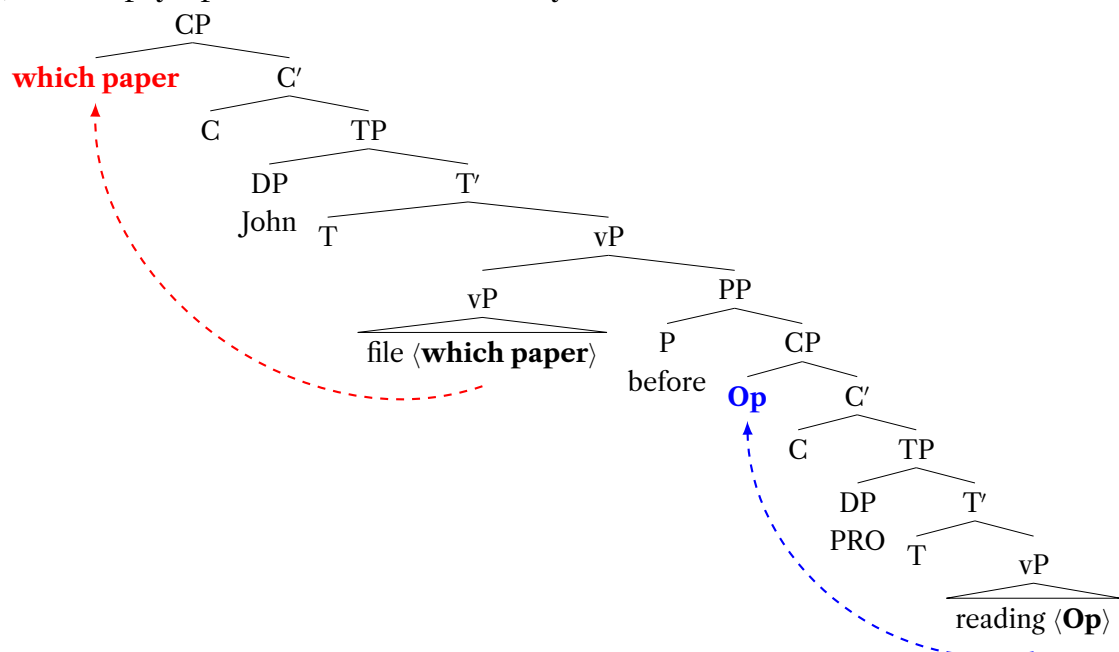 CP
which paper C′
C TP
DP T′
John T vP
vP PP
file ⟨which paper⟩ P CP
before Op C′
C TP
DP T′
PRO T vP
reading ⟨Op⟩